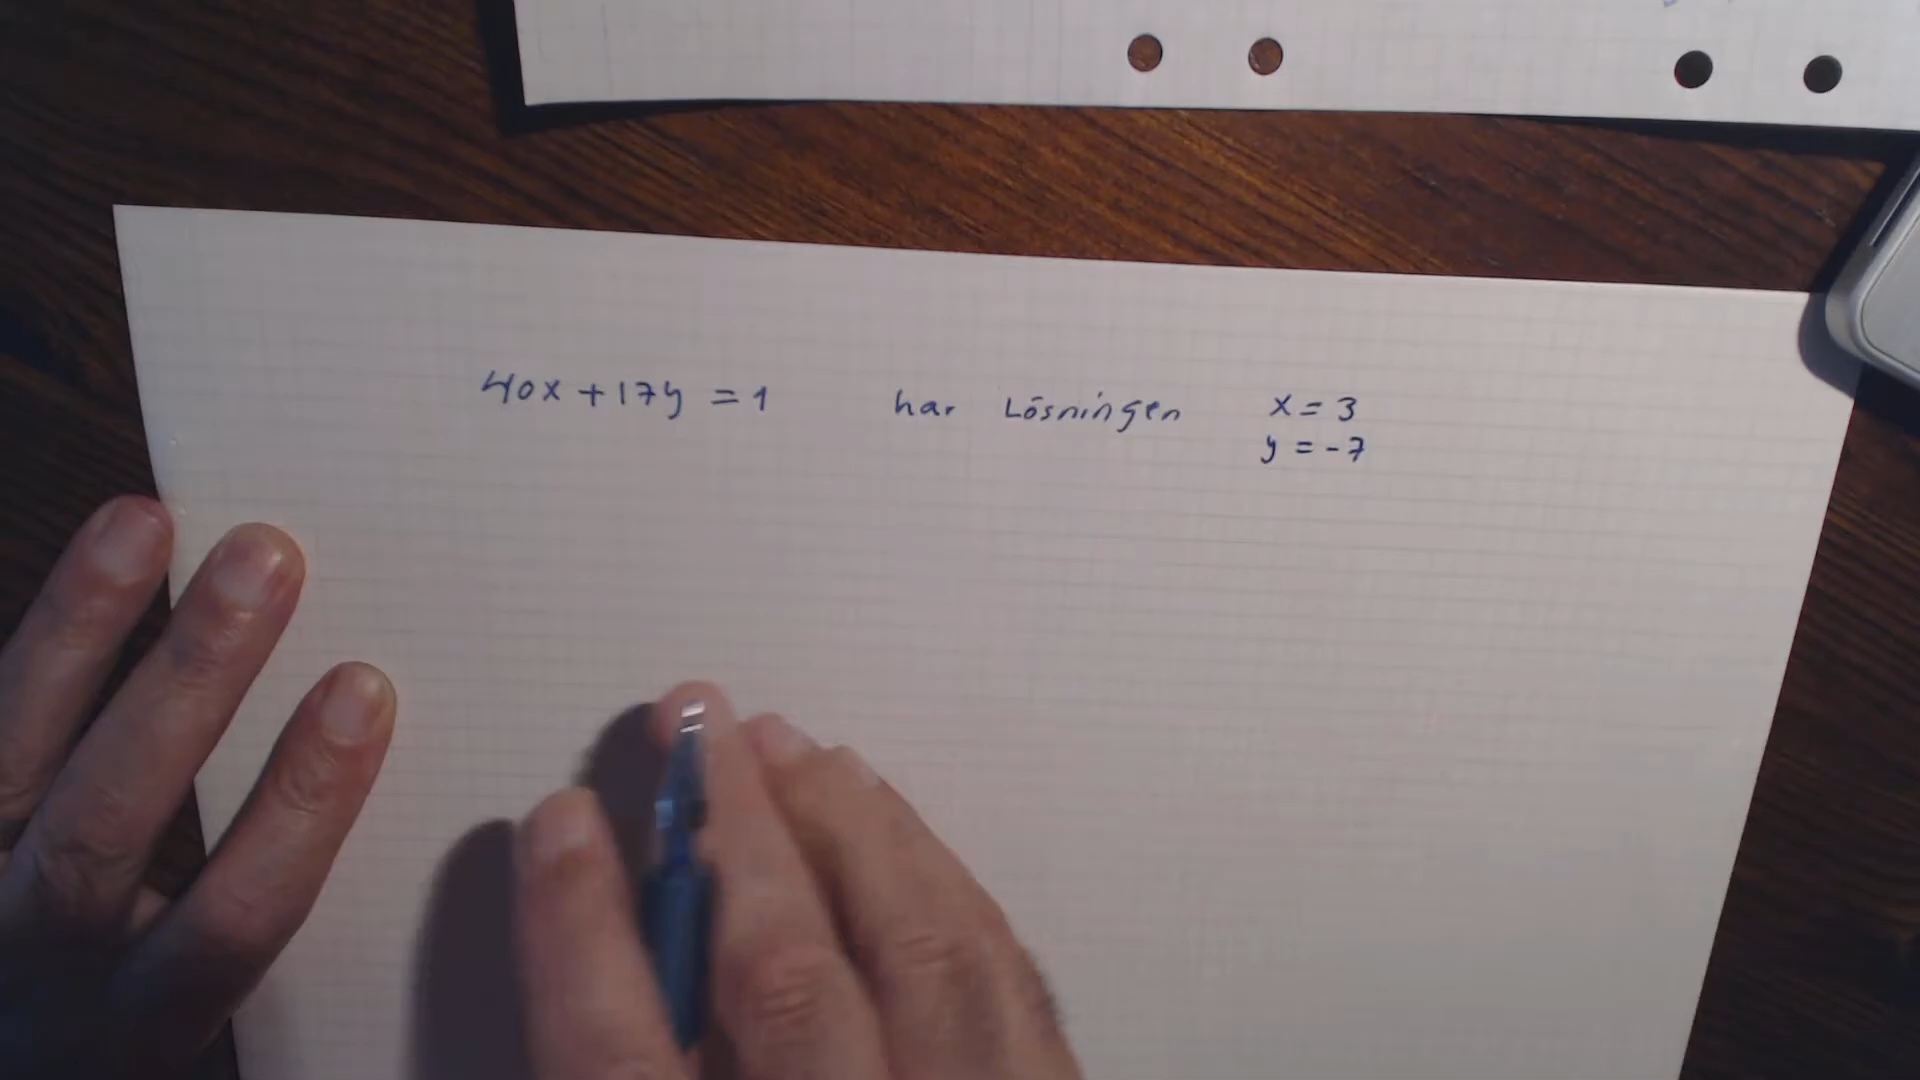 40x + 17y = 1 har Lösningen x = 3
y = -7